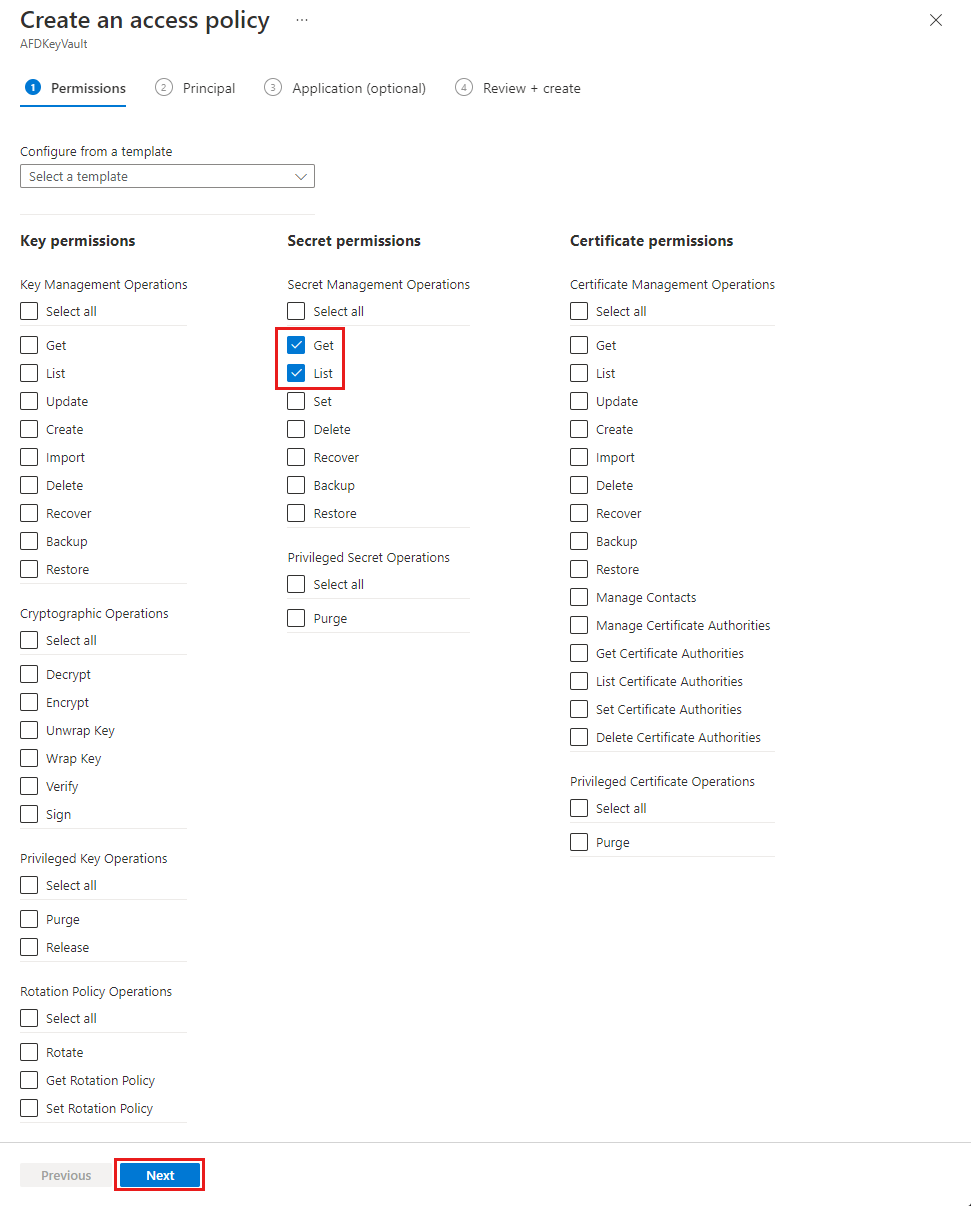 Create an access policy ...
AFDKeyVault
1 Permissions 2 Principal 3 Application (optional) 4 Review + create
Configure from a template
Select a template
Key permissions
Key Management Operations
Select all
Get
List
Update
Create
Import
Delete
Recover
Backup
Restore
Cryptographic Operations
Select all
Decrypt
Encrypt
Unwrap Key
Wrap Key
Verify
Sign
Privileged Key Operations
Select all
Purge
Release
Rotation Policy Operations
Select all
Rotate
Get Rotation Policy
Set Rotation Policy
Secret permissions
Secret Management Operations
Select all
Get
List
Set
Delete
Recover
Backup
Restore
Privileged Secret Operations
Select all
Purge
Certificate permissions
Certificate Management Operations
Select all
Get
List
Update
Create
Import
Delete
Recover
Backup
Restore
Manage Contacts
Manage Certificate Authorities
Get Certificate Authorities
List Certificate Authorities
Set Certificate Authorities
Delete Certificate Authorities
Privileged Certificate Operations
Select all
Purge
Previous Next